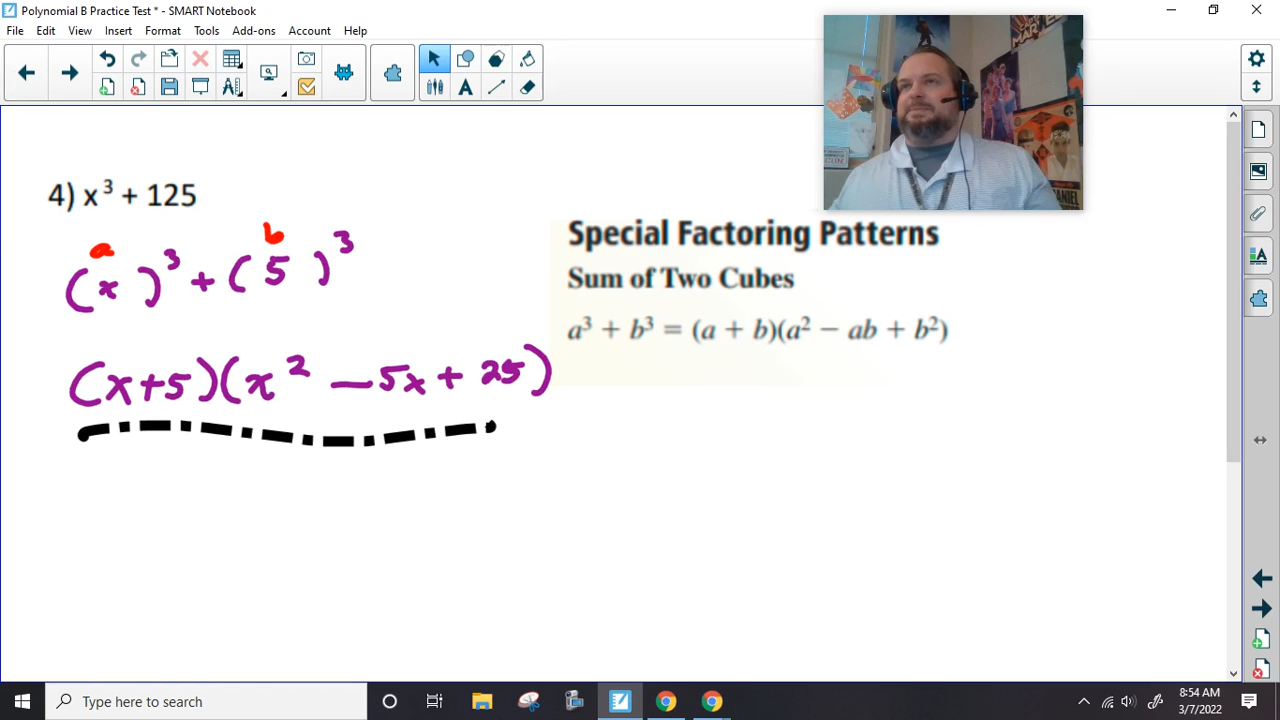 Polynomial B Practice Test * - SMART Notebook
File Edit View Insert Format Tools Add-ons Account Help
4) x³ + 125
a b
(x)³ + (5)³
(x+5)(x² - 5x + 25)
Special Factoring Patterns
Sum of Two Cubes
a³ + b³ = (a + b)(a² − ab + b²)
Type here to search
8:54 AM
3/7/2022